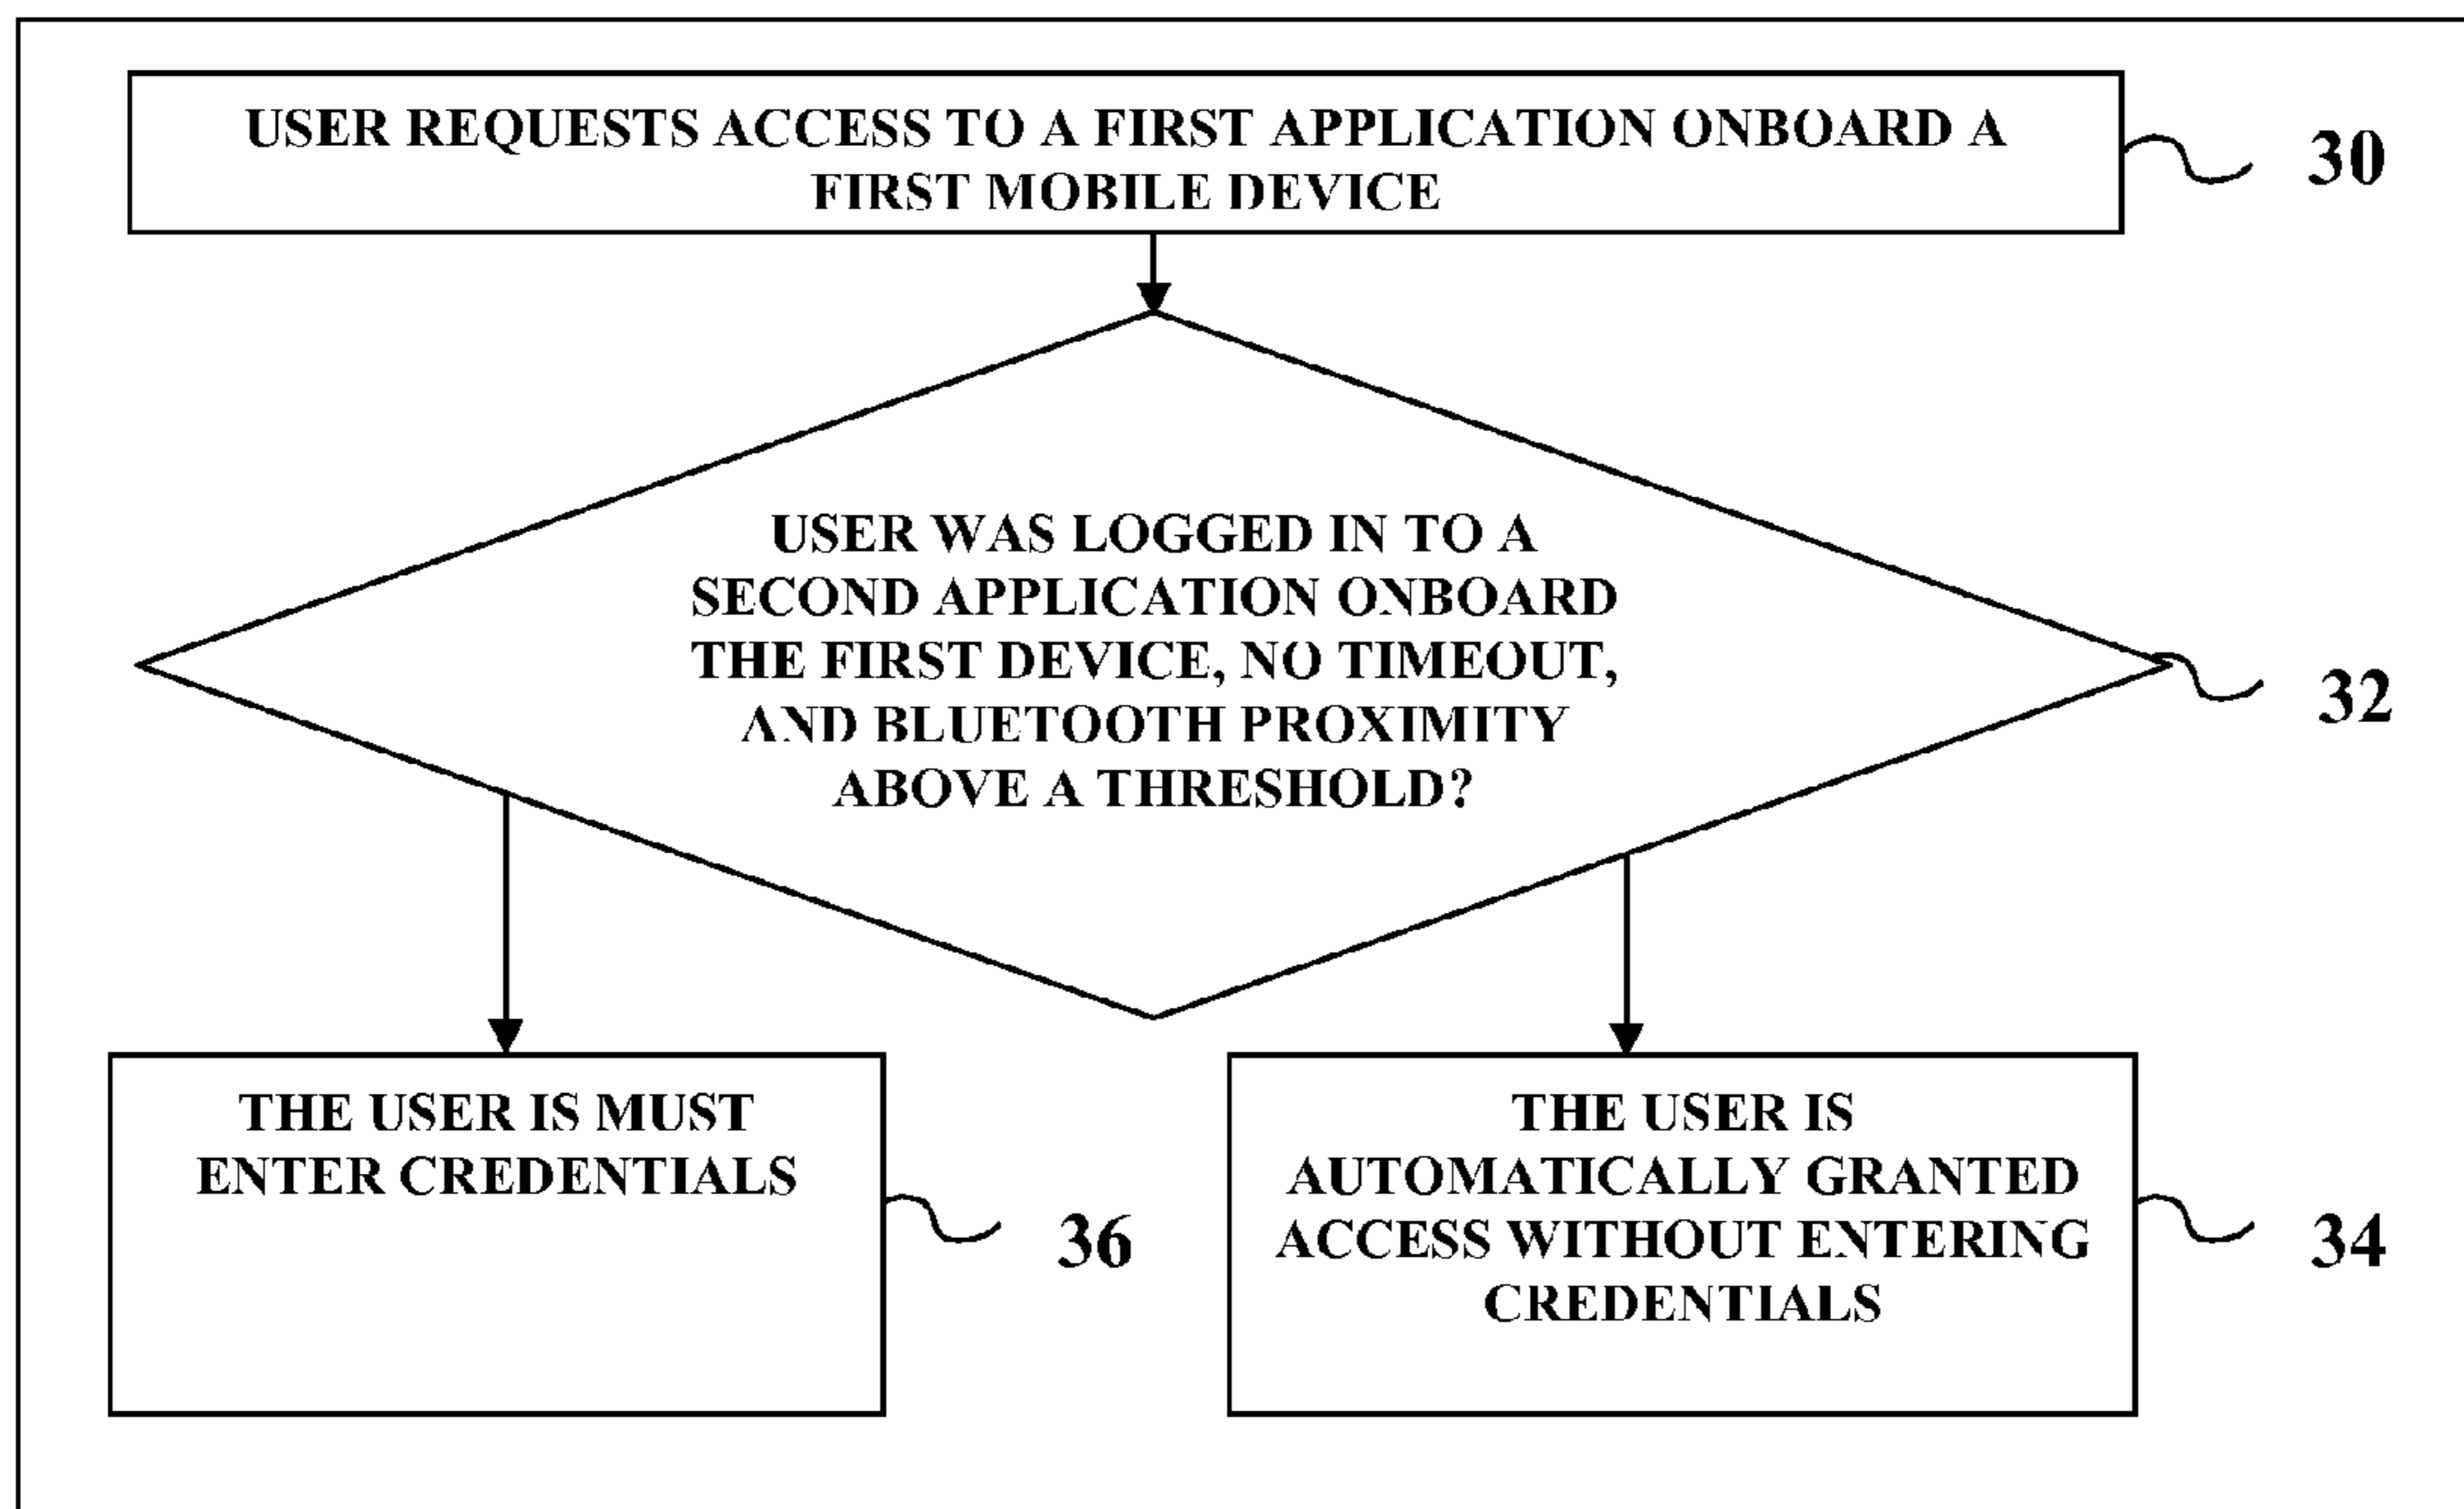 USER REQUESTS ACCESS TO A FIRST APPLICATION ONBOARD A
FIRST MOBILE DEVICE
30
USER WAS LOGGED IN TO A
SECOND APPLICATION ONBOARD
THE FIRST DEVICE, NO TIMEOUT,
AND BLUETOOTH PROXIMITY
ABOVE A THRESHOLD?
32
THE USER IS MUST
ENTER CREDENTIALS
36
THE USER IS
AUTOMATICALLY GRANTED
ACCESS WITHOUT ENTERING
CREDENTIALS
34